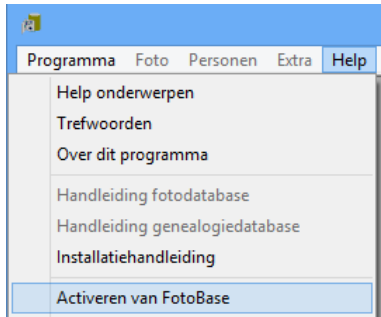 Programma Foto Personen Extra Help
Help onderwerpen
Trefwoorden
Over dit programma
Handleiding fotodatabase
Handleiding genealogiedatabase
Installatiehandleiding
Activeren van FotoBase